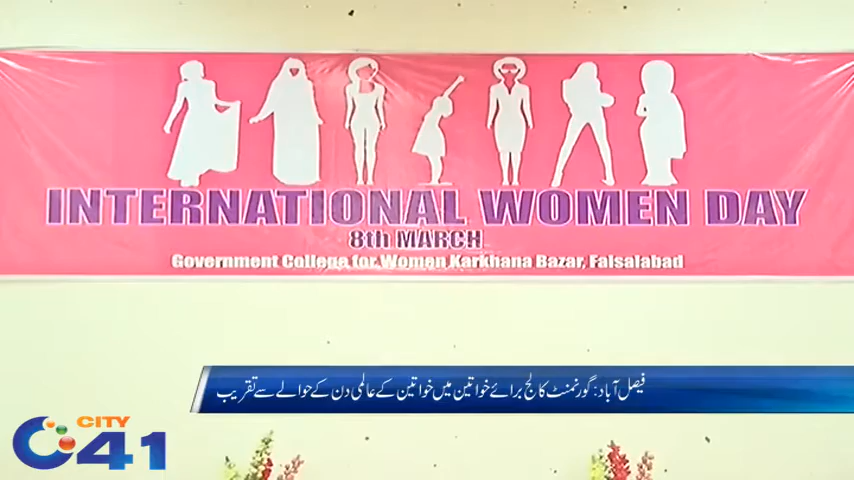 INTERNATIONAL WOMEN DAY
8th MARCH
Government College for Women Karkhana Bazar, Faisalabad
فیصل آباد: گورنمنٹ کالج برائے خواتین میں خواتین کے عالمی دن کے حوالے سے تقریب
CITY
41